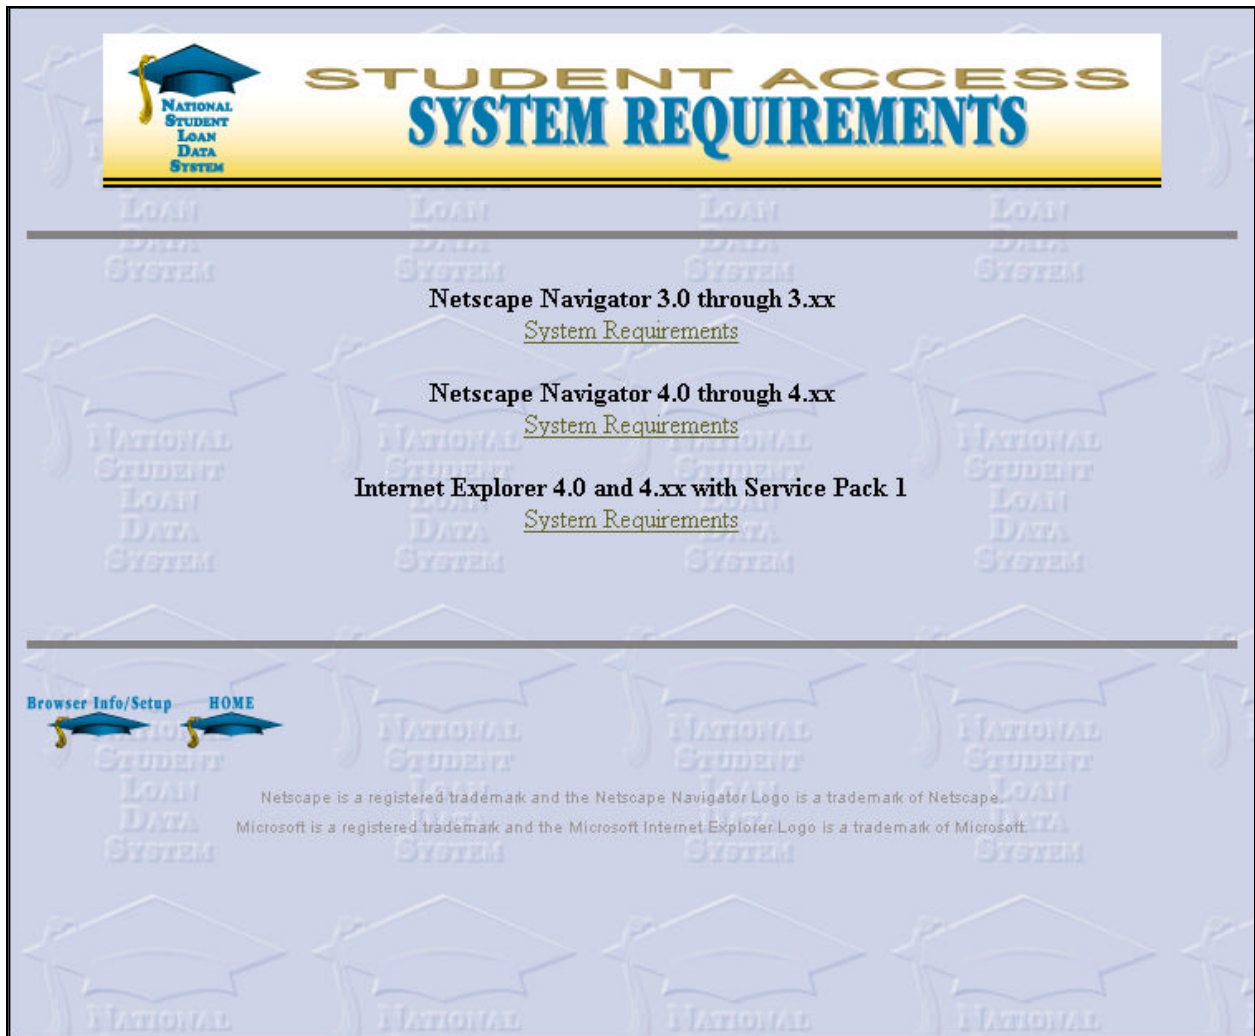 STUDENT ACCESS
SYSTEM REQUIREMENTS
NATIONAL
STUDENT
LOAN
DATA
SYSTEM
Netscape Navigator 3.0 through 3.xx
System Requirements
Netscape Navigator 4.0 through 4.xx
System Requirements
Internet Explorer 4.0 and 4.xx with Service Pack 1
System Requirements
Browser Info/Setup HOME
Netscape is a registered trademark and the Netscape Navigator Logo is a trademark of Netscape.
Microsoft is a registered trademark and the Microsoft Internet Explorer Logo is a trademark of Microsoft.